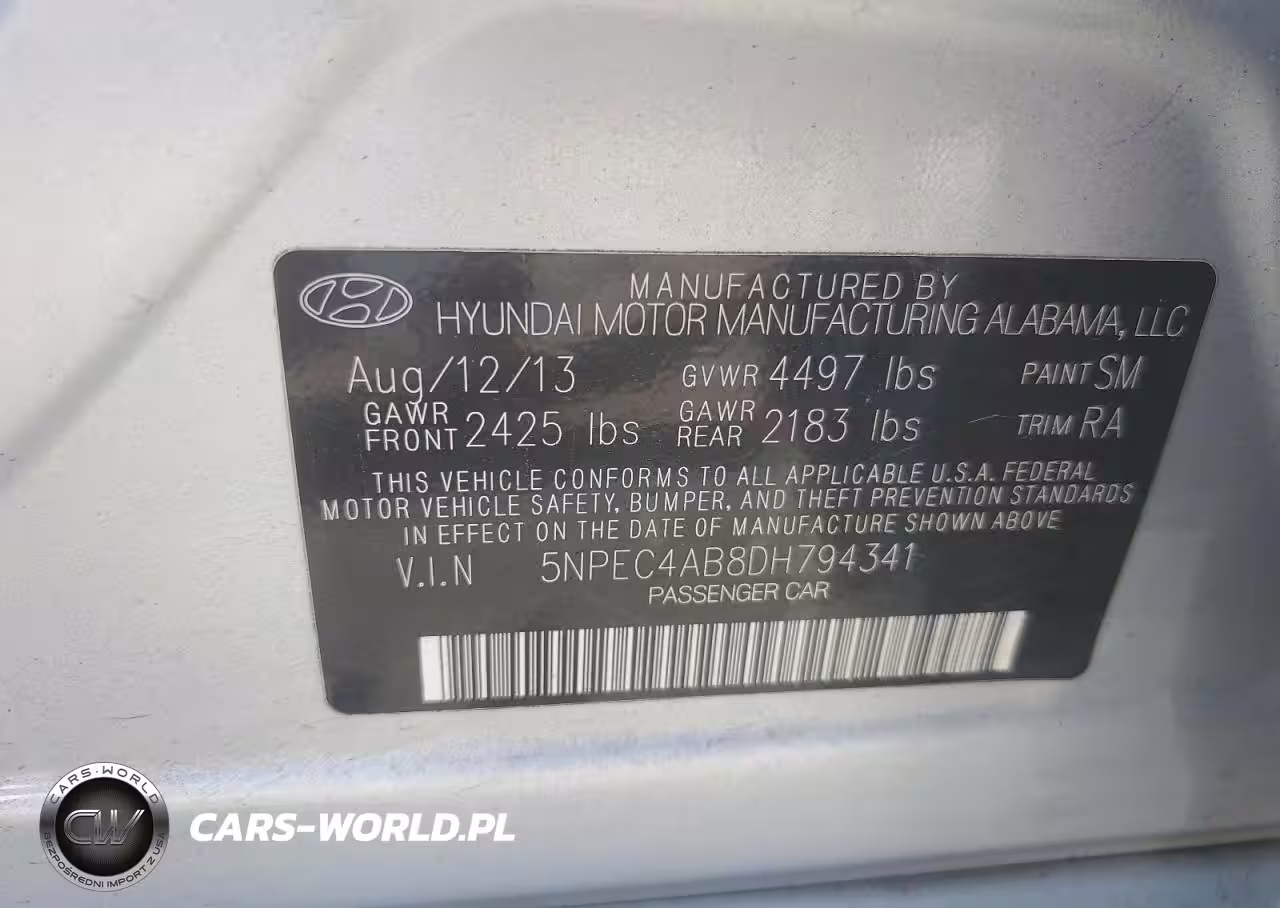 MANUFACTURED BY
HYUNDAI MOTOR MANUFACTURING ALABAMA, LLC
Aug/12/13 GVWR 4497 lbs PAINT SM
GAWR FRONT 2425 lbs GAWR REAR 2183 lbs TRIM RA
THIS VEHICLE CONFORMS TO ALL APPLICABLE U.S.A. FEDERAL
MOTOR VEHICLE SAFETY, BUMPER, AND THEFT PREVENTION STANDARDS
IN EFFECT ON THE DATE OF MANUFACTURE SHOWN ABOVE
V.I.N 5NPEC4AB8DH794341
PASSENGER CAR
CARS-WORLD
CW
BEZPOŚREDNI IMPORT Z USA
CARS-WORLD.PL